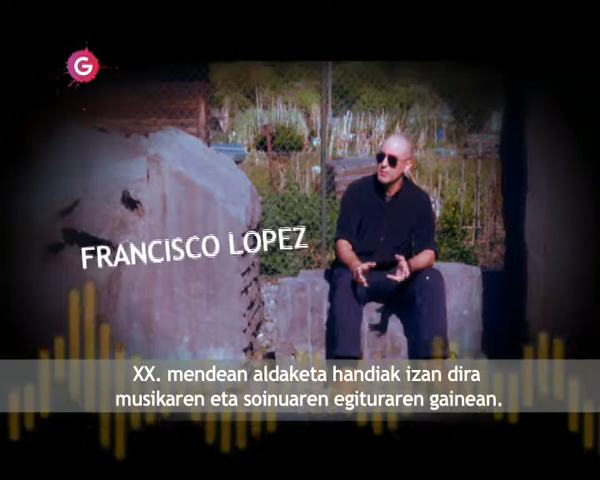 G
FRANCISCO LOPEZ
XX. mendean aldaketa handiak izan dira
musikaren eta soinuaren egituraren gainean.